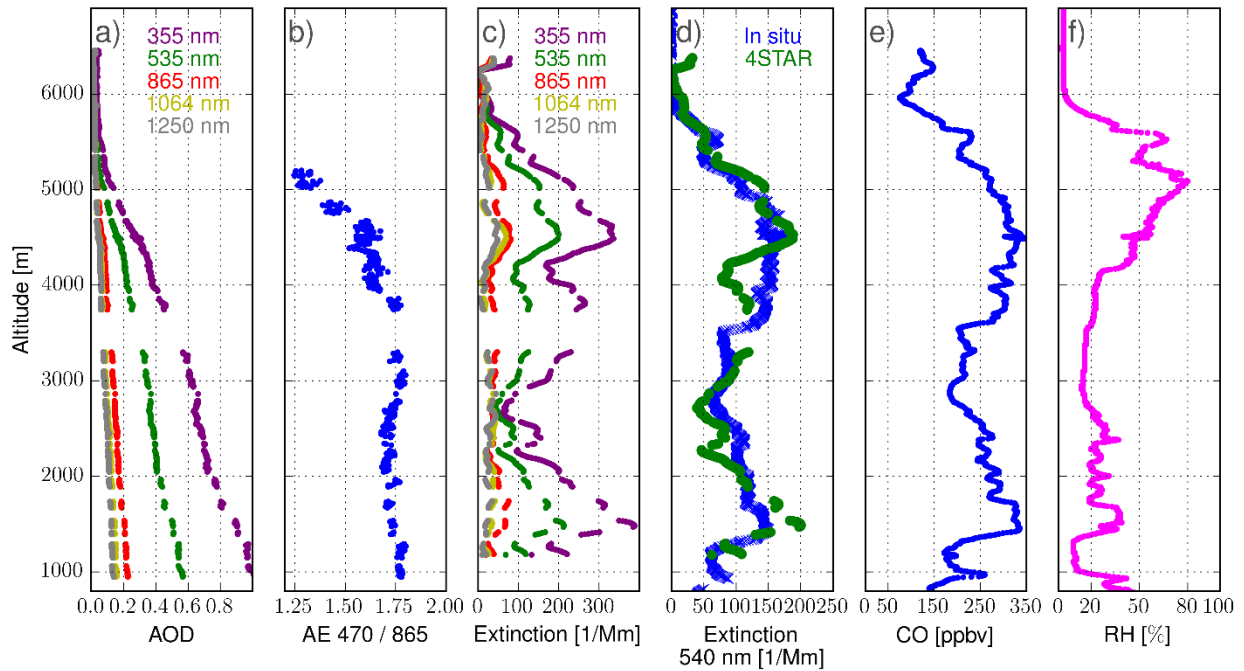 a)
355 nm
535 nm
865 nm
1064 nm
1250 nm
b)
c)
355 nm
535 nm
865 nm
1064 nm
1250 nm
d)
In situ
4STAR
e)
f)
Altitude [m]
6000
5000
4000
3000
2000
1000
0.0 0.2 0.4 0.6 0.8
1.25 1.50 1.75 2.00
0 100 200 300
0 50 100 150 200 250
0 50 150 250 350
0 50 80 100
AOD
AE 470 / 865
Extinction [1/Mm]
Extinction
540 nm [1/Mm]
CO [ppbv]
RH [%]